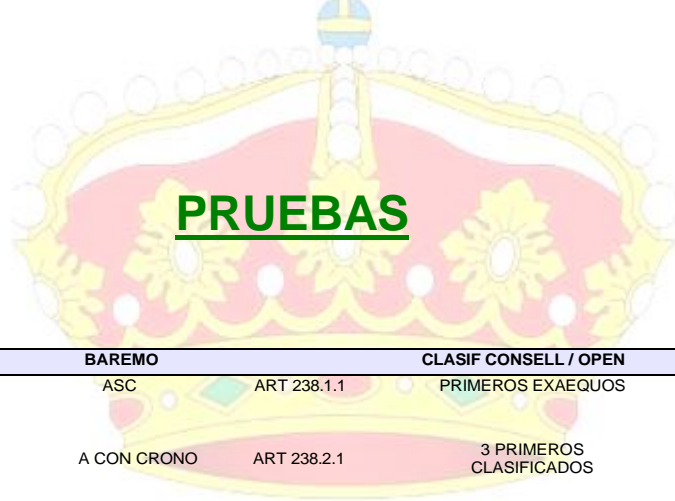 PRUEBAS
BAREMO CLASIF CONSELL / OPEN
ASC ART 238.1.1 PRIMEROS EXAEQUOS
A CON CRONO ART 238.2.1 3 PRIMEROS
CLASIFICADOS